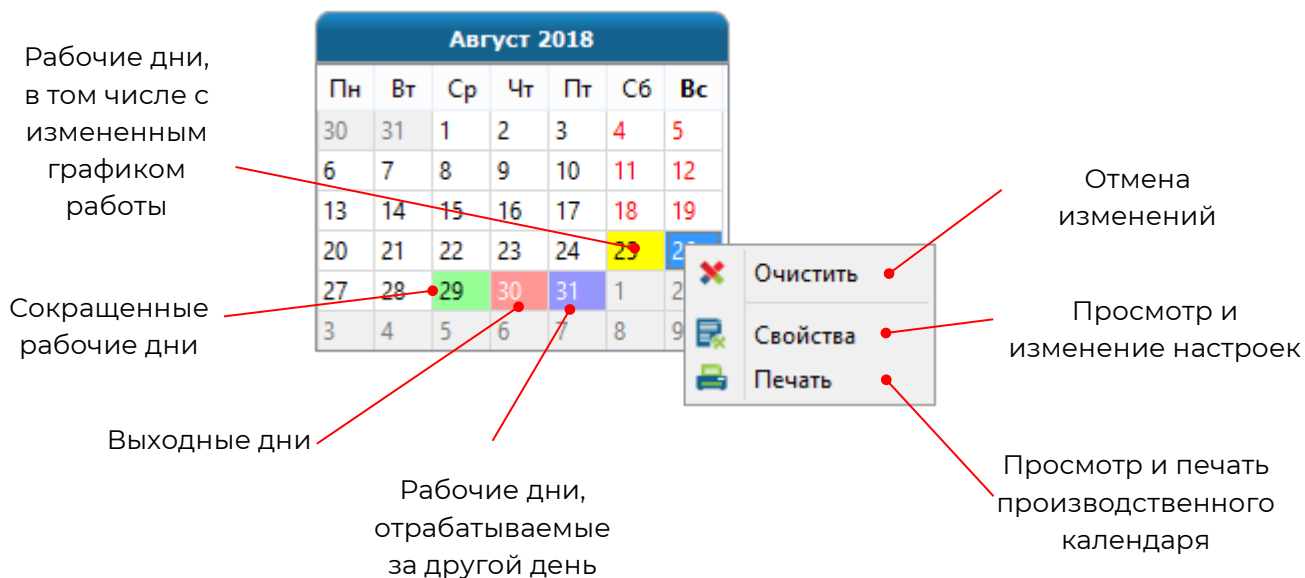 Рабочие дни,
в том числе с
измененным
графиком
работы
Сокращенные
рабочие дни
Выходные дни
Рабочие дни,
отрабатываемые
за другой день
Август 2018
Пн Вт Ср Чт Пт Сб Вс
30 31 1 2 3 4 5
6 7 8 9 10 11 12
13 14 15 16 17 18 19
20 21 22 23 24 25
27 28 29 30 31 1 2
3 4 5 6 7 8 9
Очистить
Свойства
Печать
Отмена
изменений
Просмотр и
изменение настроек
Просмотр и печать
производственного
календаря